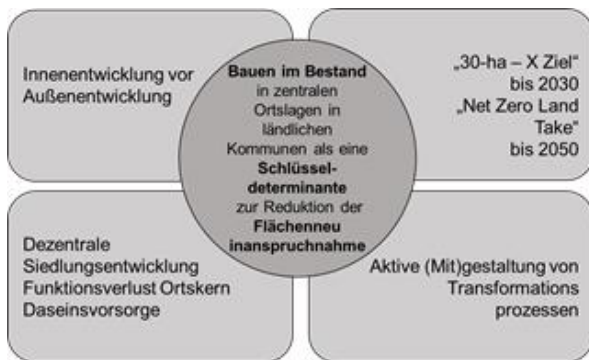 Innenentwicklung vor
Außenentwicklung
„30-ha – X Ziel“
bis 2030
„Net Zero Land
Take“
bis 2050
Bauen im Bestand
in zentralen
Ortslagen in
ländlichen
Kommunen als eine
Schlüssel-
determinante
zur Reduktion der
Flächenneu
inanspruchnahme
Dezentrale
Siedlungsentwicklung
Funktionsverlust Ortskern
Daseinsvorsorge
Aktive (Mit)gestaltung von
Transformations
prozessen